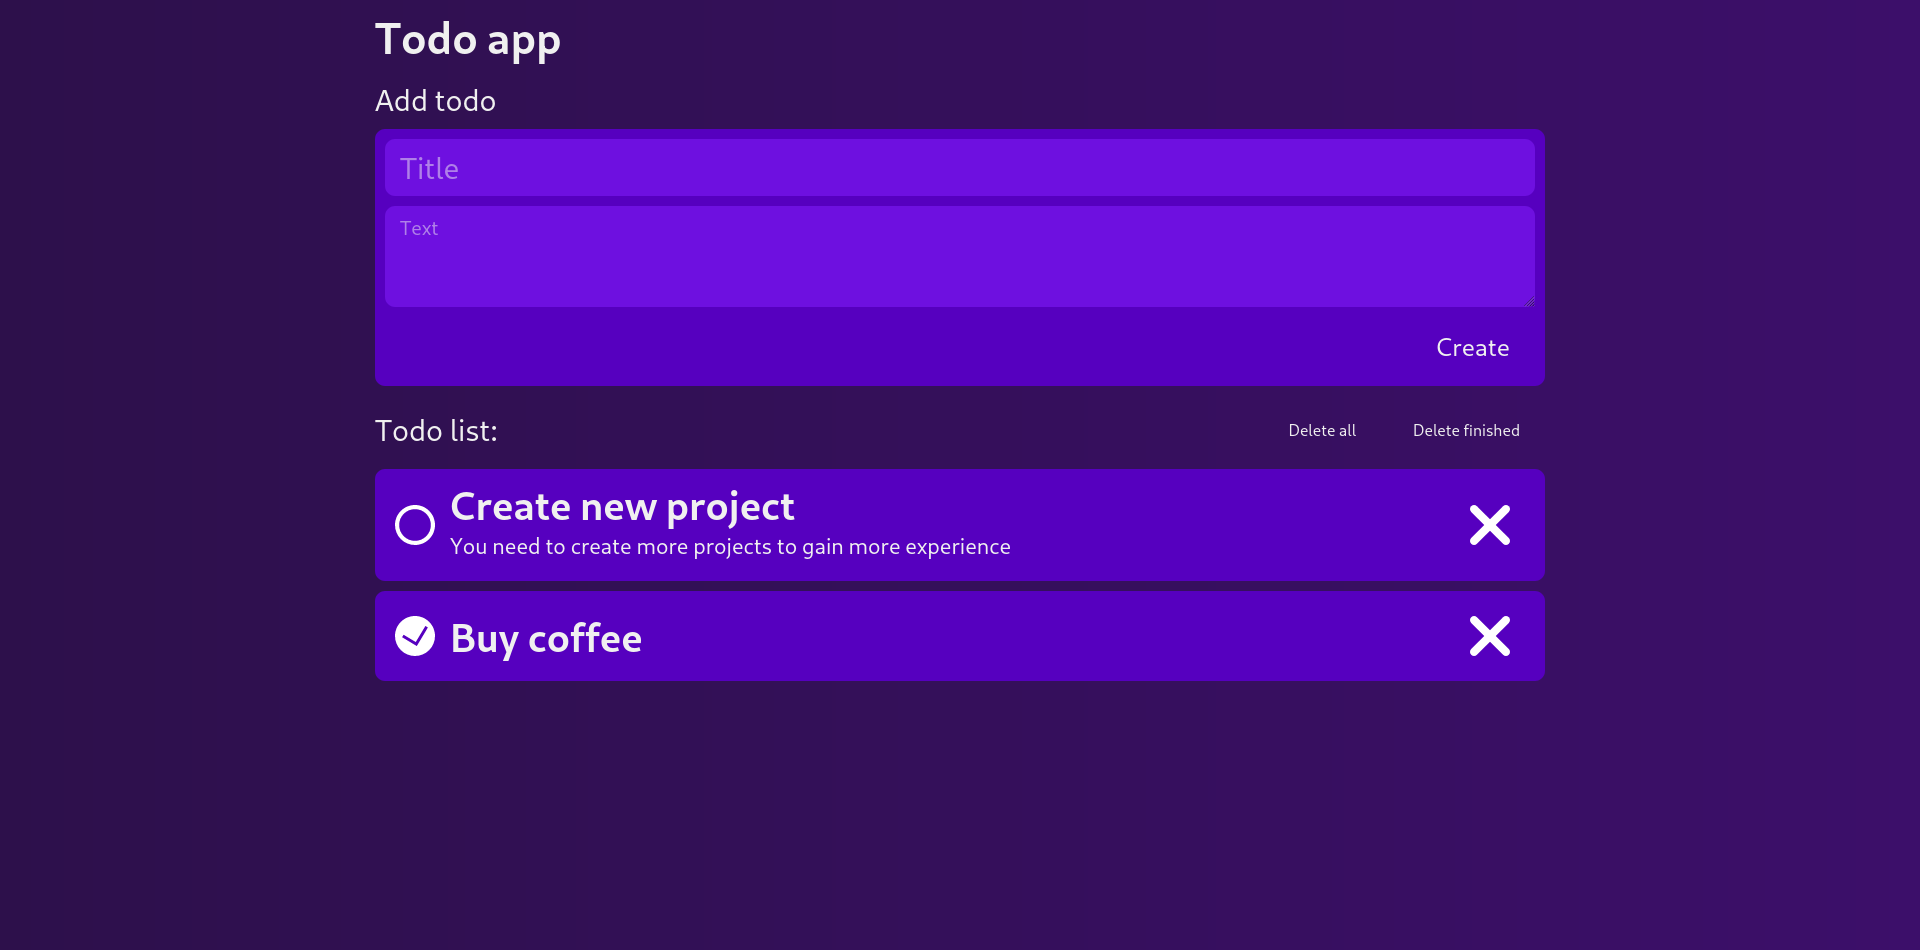 Todo app
Add todo
Title
Text
Create
Todo list:
Delete all
Delete finished
Create new project
You need to create more projects to gain more experience
Buy coffee